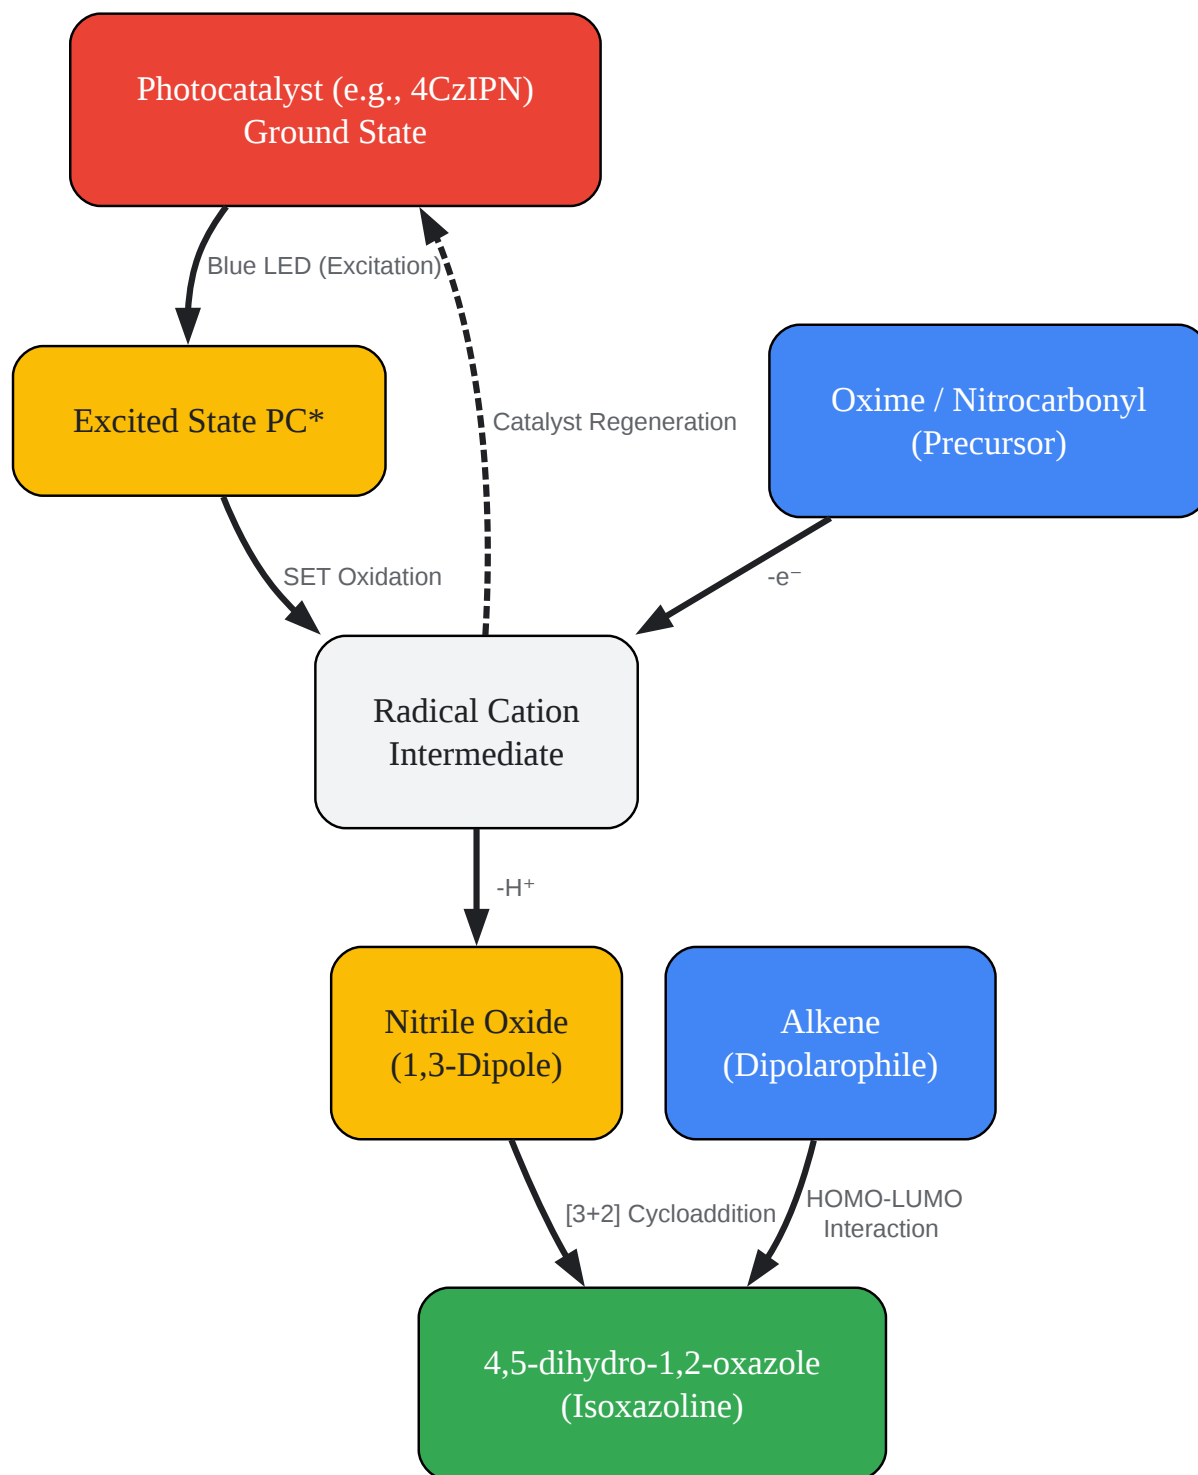 Photocatalyst (e.g., 4CzIPN)
Ground State
Blue LED (Excitation)
Excited State PC*
Catalyst Regeneration
Oxime / Nitrocarbonyl
(Precursor)
SET Oxidation
-e⁻
Radical Cation
Intermediate
-H⁺
Nitrile Oxide
(1,3-Dipole)
Alkene
(Dipolarophile)
[3+2] Cycloaddition
HOMO-LUMO
Interaction
4,5-dihydro-1,2-oxazole
(Isoxazoline)